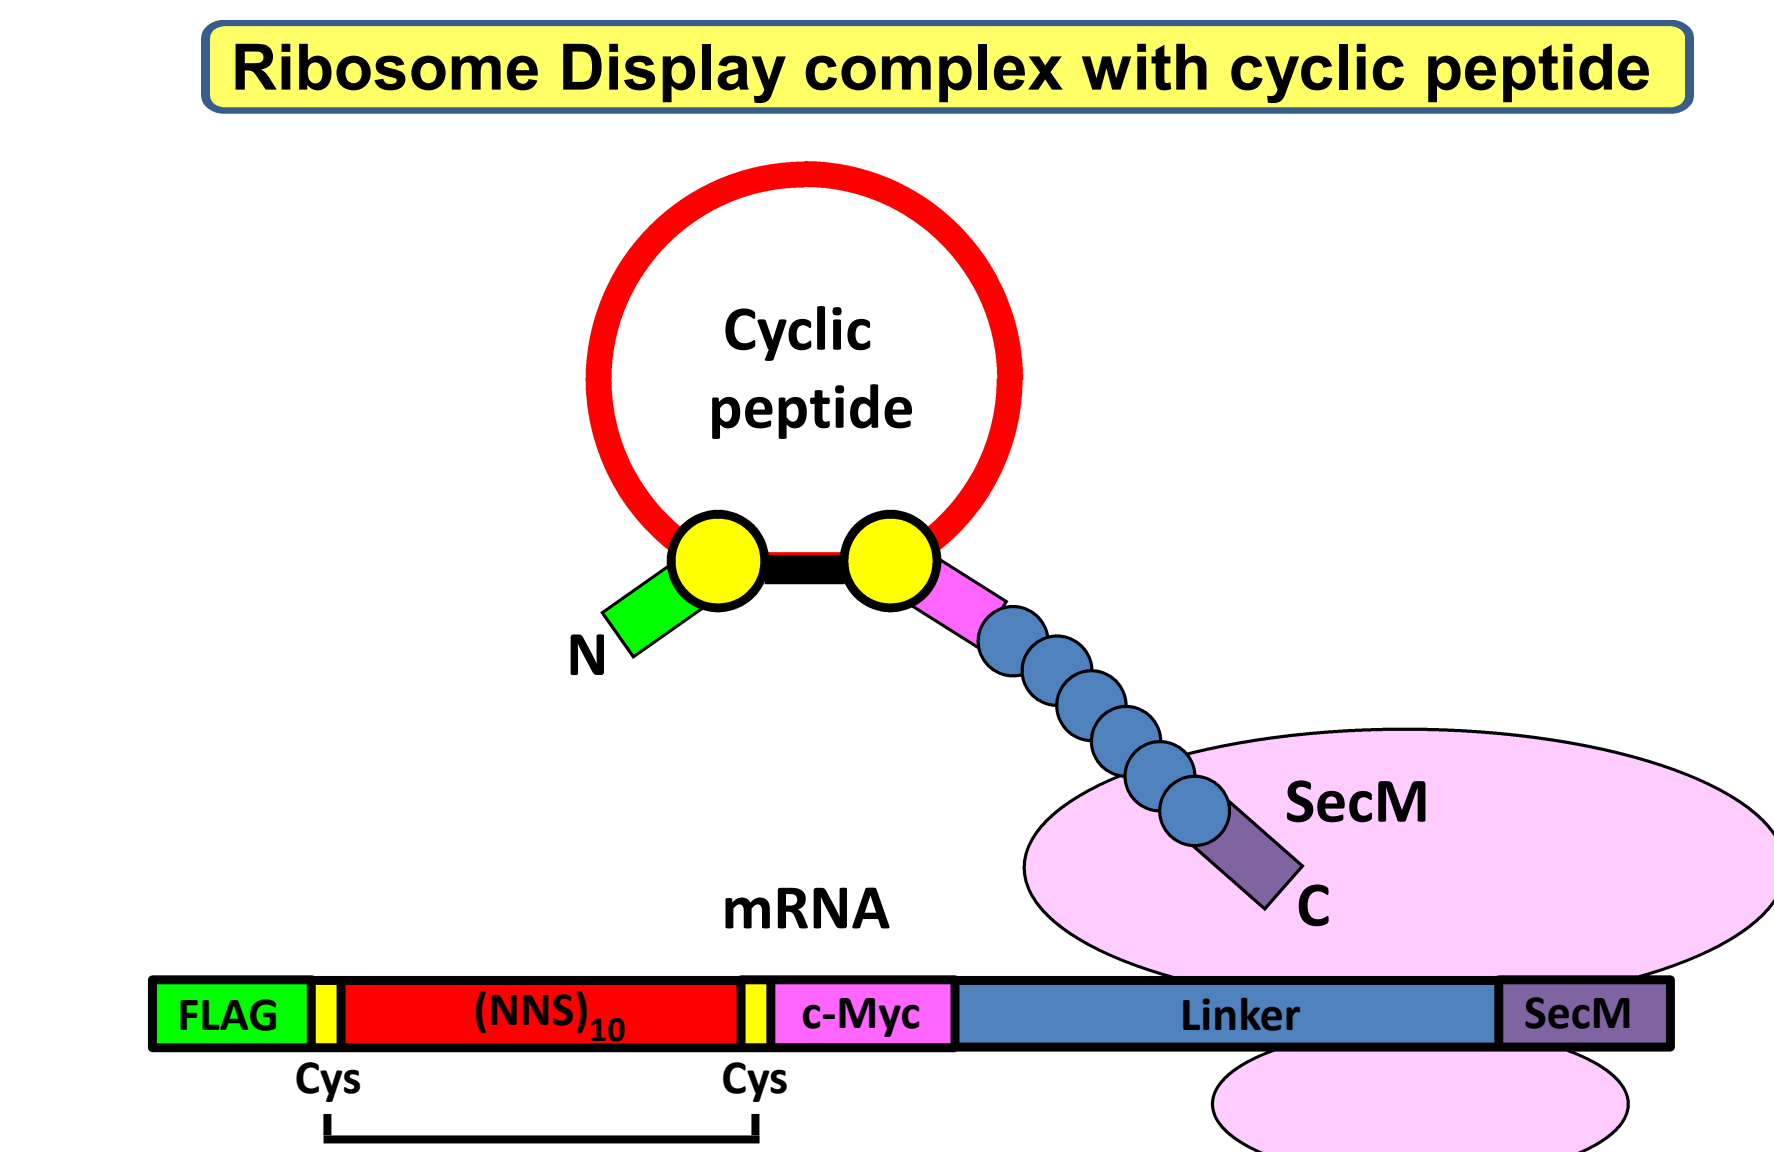 Ribosome Display complex with cyclic peptide
Cyclic
peptide
N
SecM
C
mRNA
FLAG (NNS)10 c-Myc Linker SecM
Cys Cys